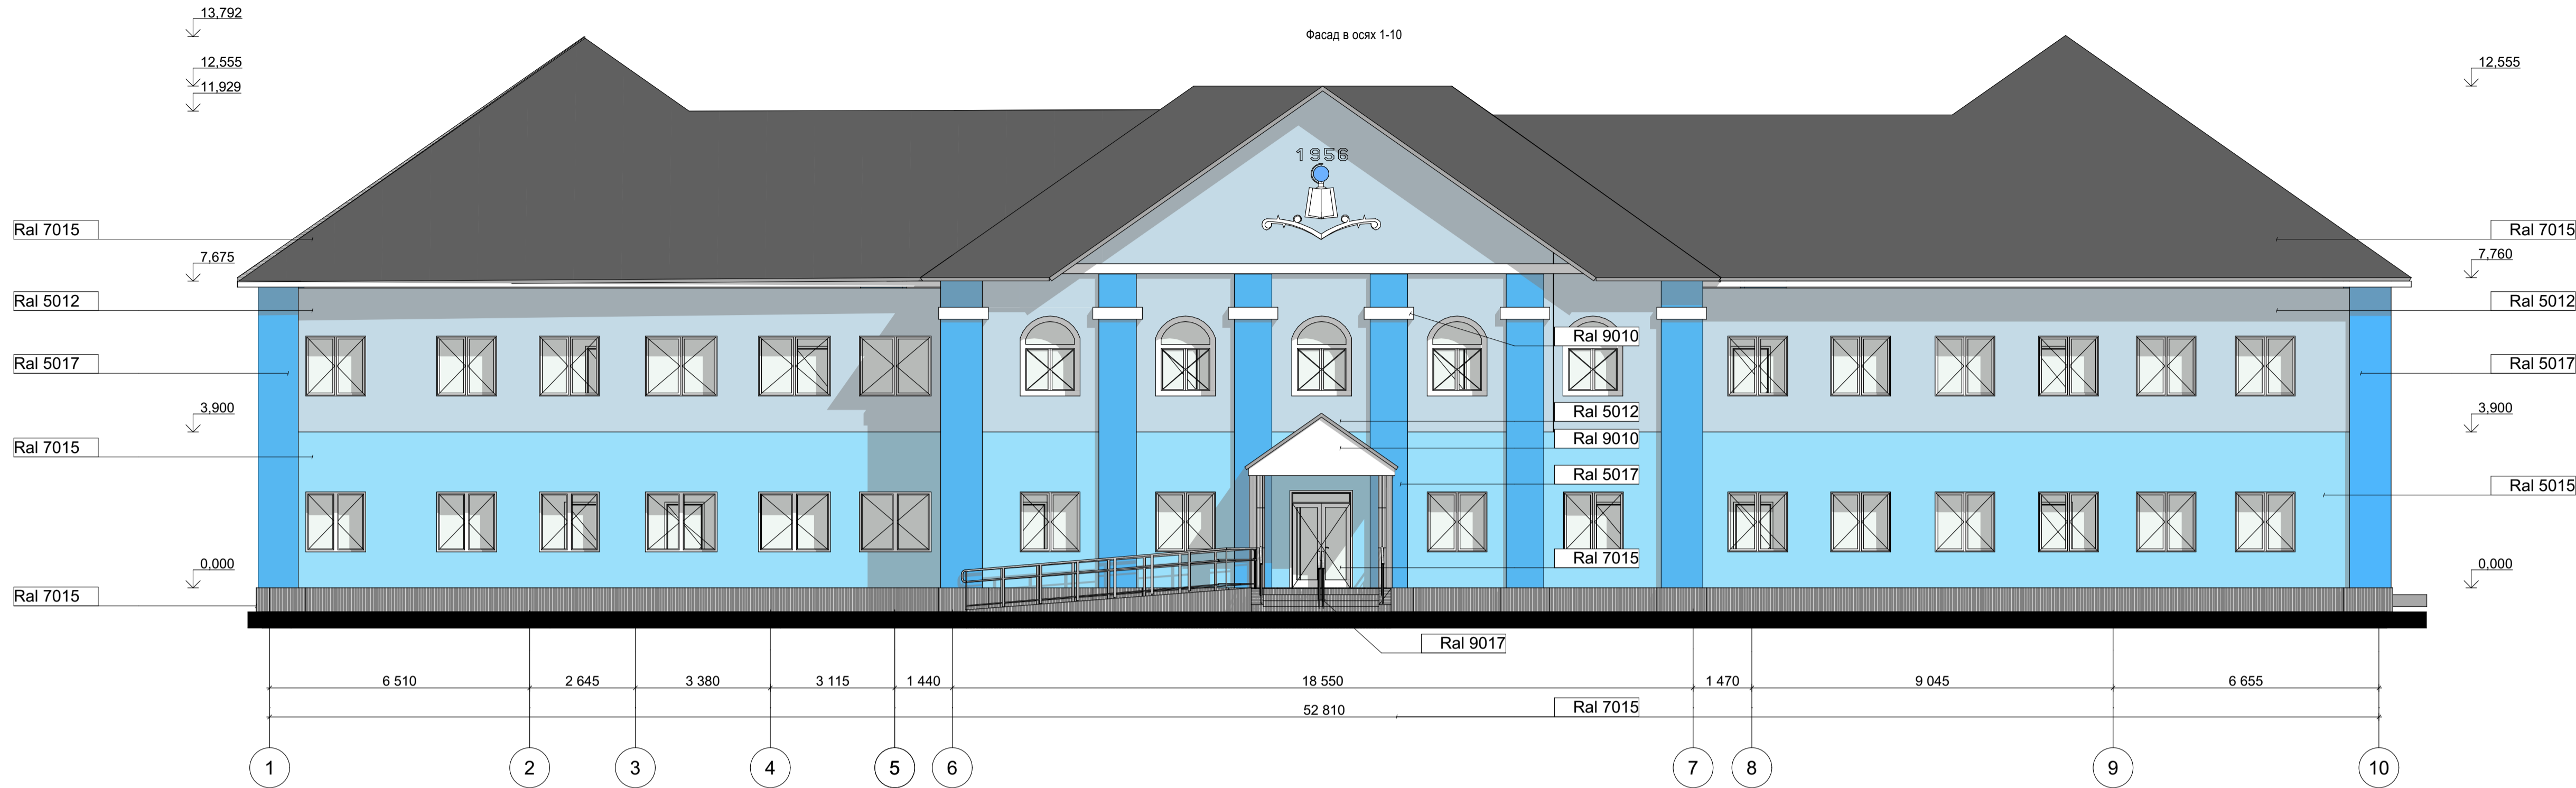 13,792
Фасад в осях 1-10
12,555
12,555
11,929
1956
Ral 7015
Ral 7015
7,675
7,760
Ral 5012
Ral 5012
Ral 9010
Ral 5017
Ral 5017
3,900
Ral 5012
3,900
Ral 9010
Ral 7015
Ral 5017
Ral 5015
0,000
Ral 7015
0,000
Ral 7015
Ral 9017
6 510
2 645
3 380
3 115
1 440
18 550
1 470
9 045
6 655
52 810
Ral 7015
1
2
3
4
5
6
7
8
9
10